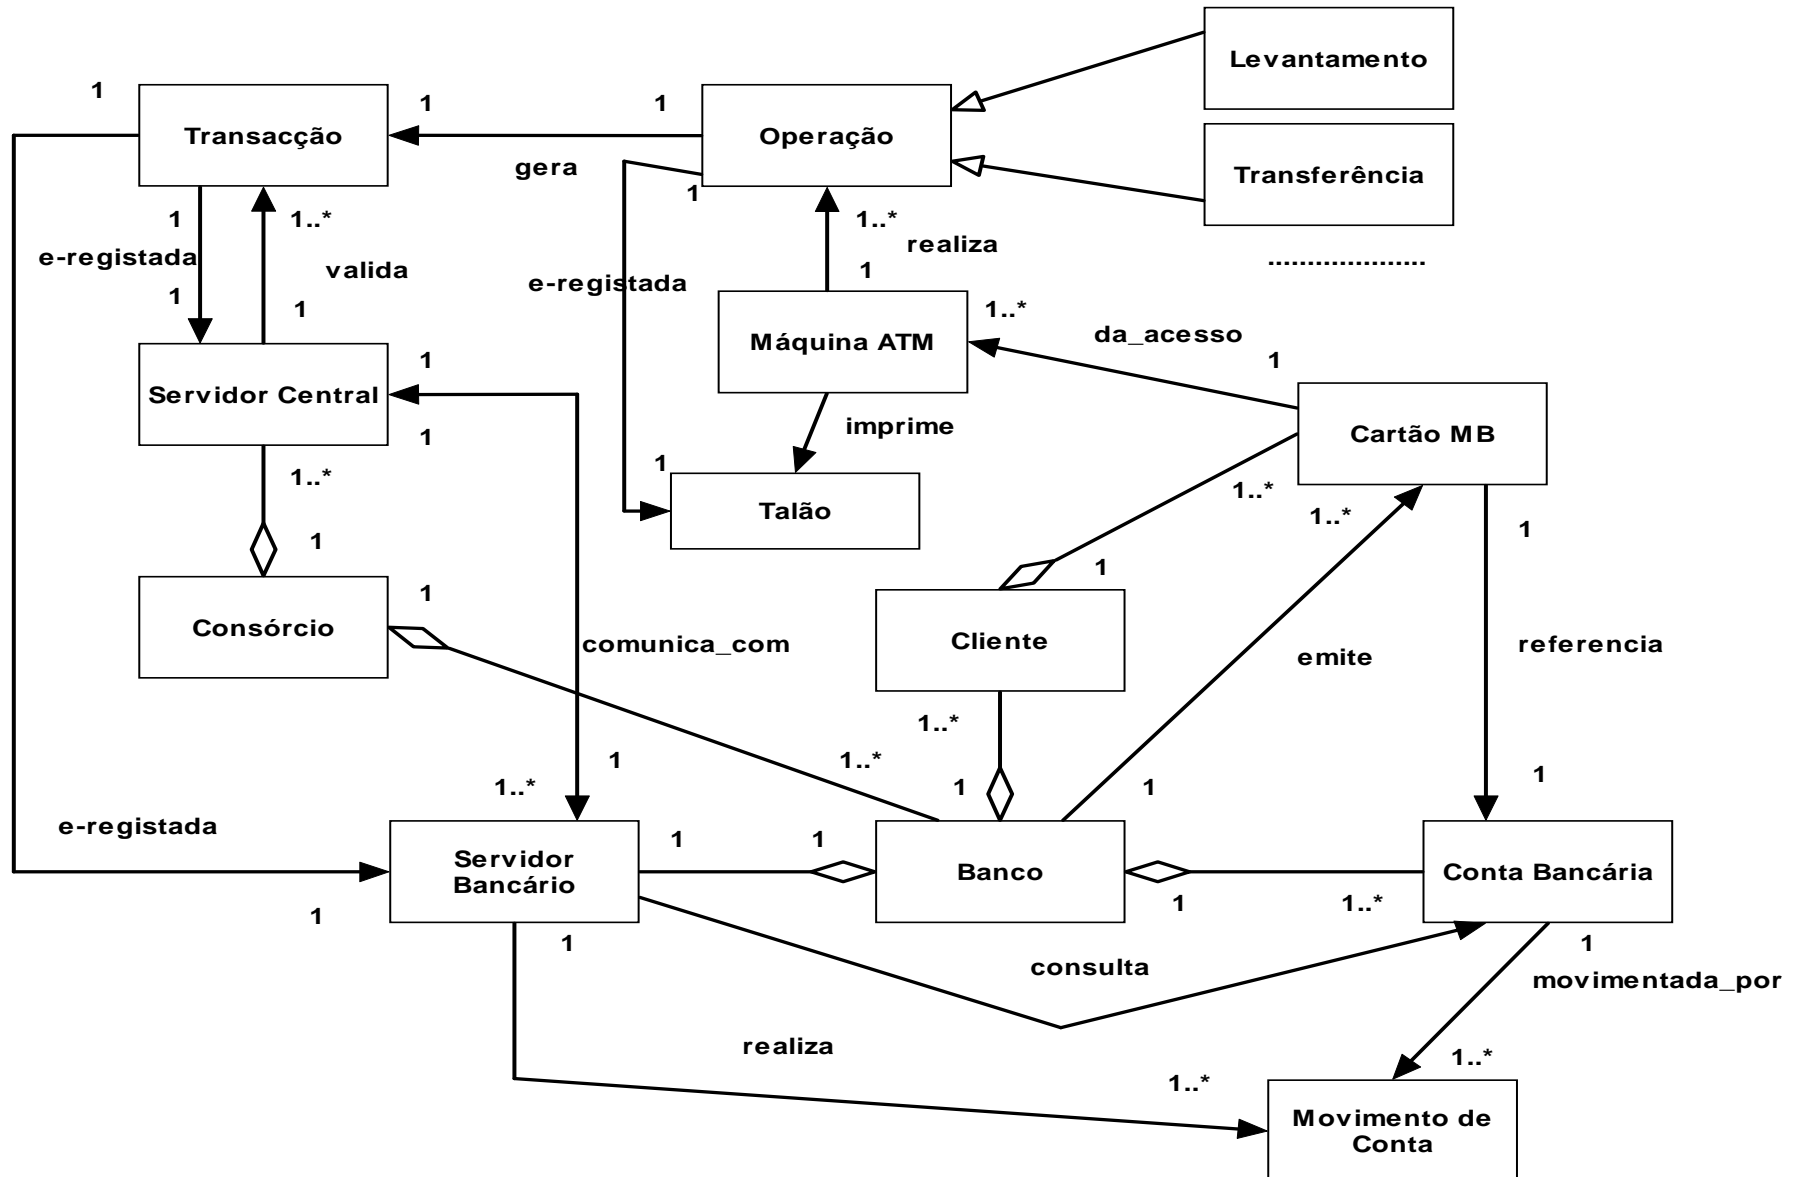 Levantamento
1
1
1
Transacção
Operação
gera
Transferência
1
1
1..*
1..*
realiza
e-registada
valida
e-registada
1
...................
1
1
1..*
Máquina ATM
da_acesso
1
1
Servidor Central
imprime
Cartão MB
1
1..*
1
1..*
Talão
1..*
1
1
1
1
Consórcio
Cliente
comunica_com
emite
referencia
1..*
1..*
1
1..*
1
1
1
e-registada
1
1
Servidor
Bancário
Banco
Conta Bancária
1
1..*
1
1
1
consulta
movimentada_por
realiza
1..*
1..*
Movimento de
Conta